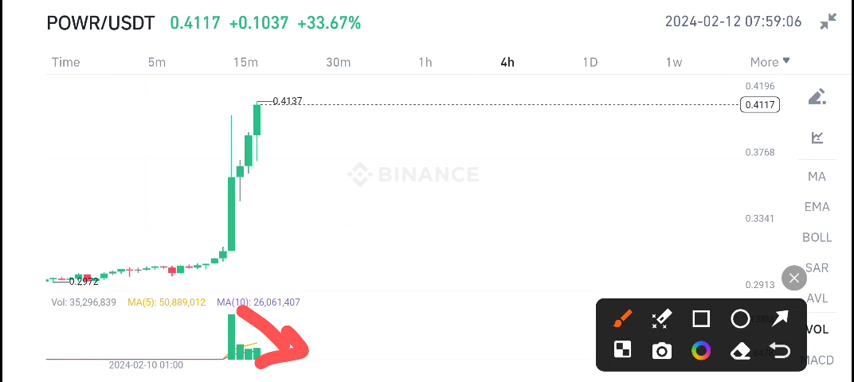 POWR/USDT 0.4117 +0.1037 +33.67% 2024-02-12 07:59:06
Time 5m 15m 30m 1h 4h 1D 1w More
0.4196
0.4137
0.4117
0.3768
BINANCE
MA
EMA
0.3341
BOLL
SAR
0.2972
0.2913
AVL
Vol: 35,296,839 MA(5): 50,889,012 MA(10): 26,061,407
VOL
MACD
2024-02-10 01:00